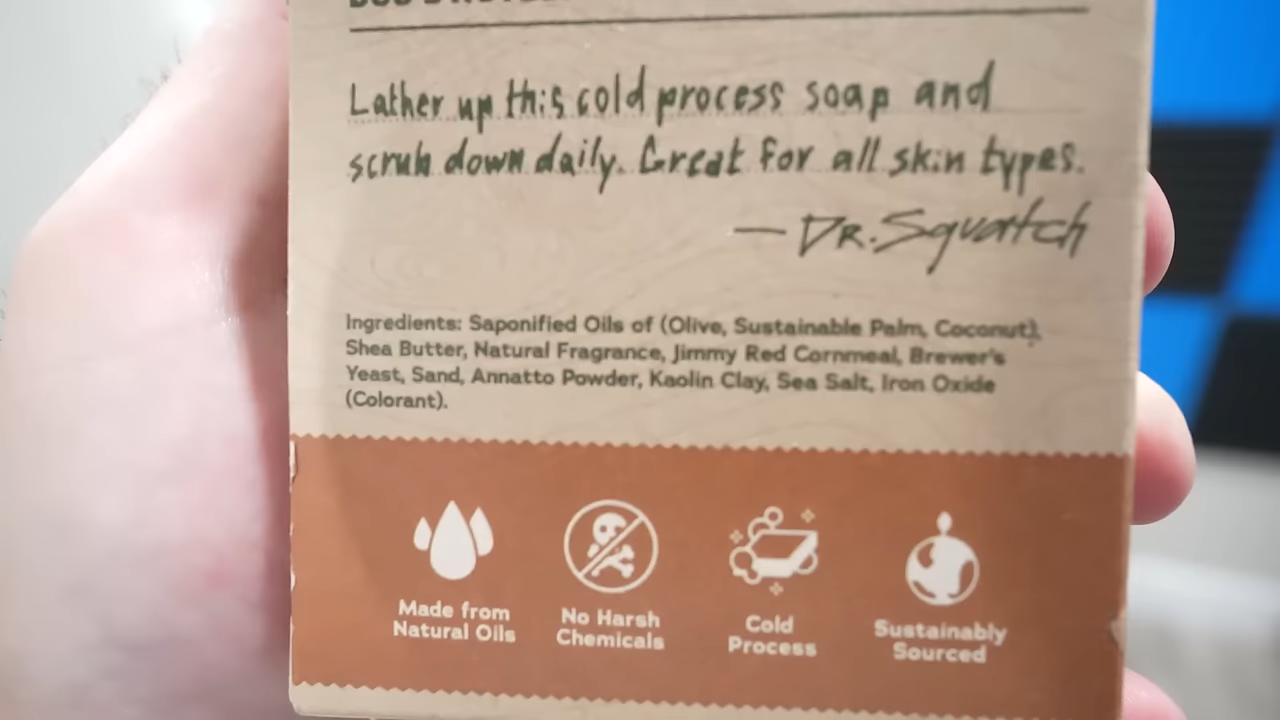 Lather up this cold process soap and
scrub down daily. Great for all skin types.
— DR. Squatch
Ingredients: Saponified Oils of (Olive, Sustainable Palm, Coconut),
Shea Butter, Natural Fragrance, Jimmy Red Cornmeal, Brewer's
Yeast, Sand, Annatto Powder, Kaolin Clay, Sea Salt, Iron Oxide
(Colorant).
Made from
Natural Oils
No Harsh
Chemicals
Cold
Process
Sustainably
Sourced